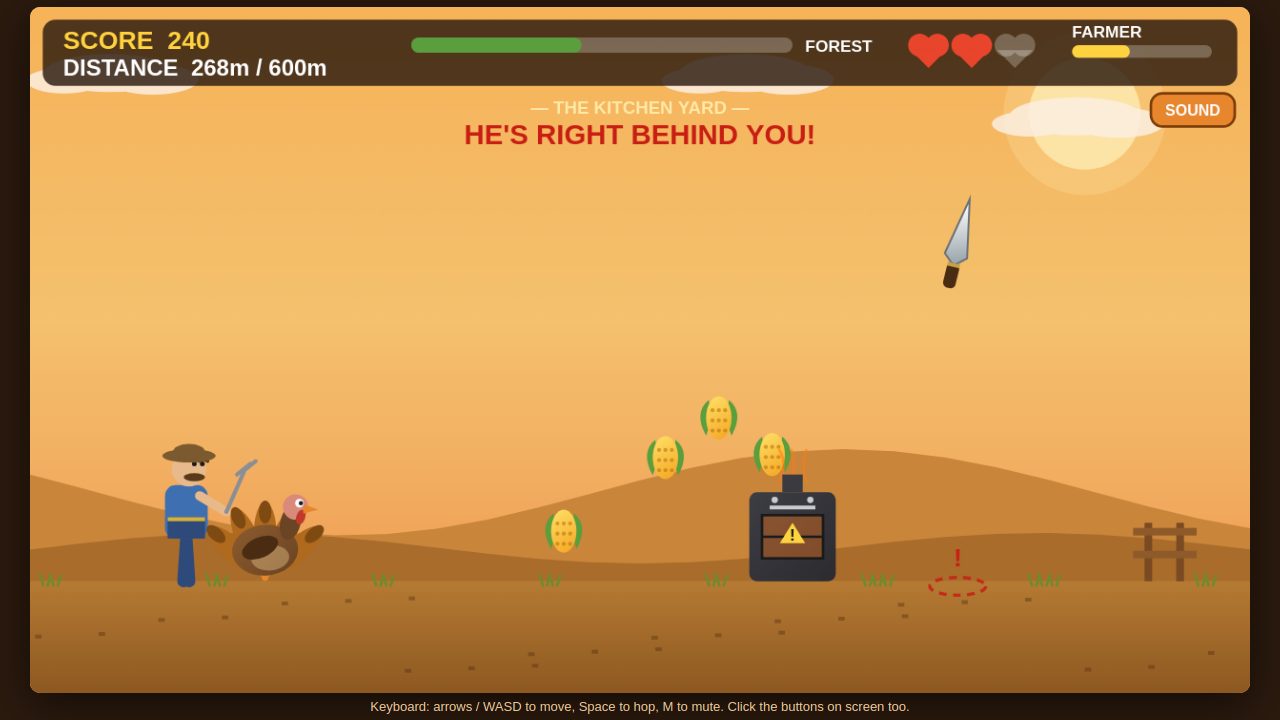 SCORE 240
DISTANCE 268m / 600m
FOREST
FARMER
SOUND
— THE KITCHEN YARD —
HE'S RIGHT BEHIND YOU!
!
!
Keyboard: arrows / WASD to move, Space to hop, M to mute. Click the buttons on screen too.